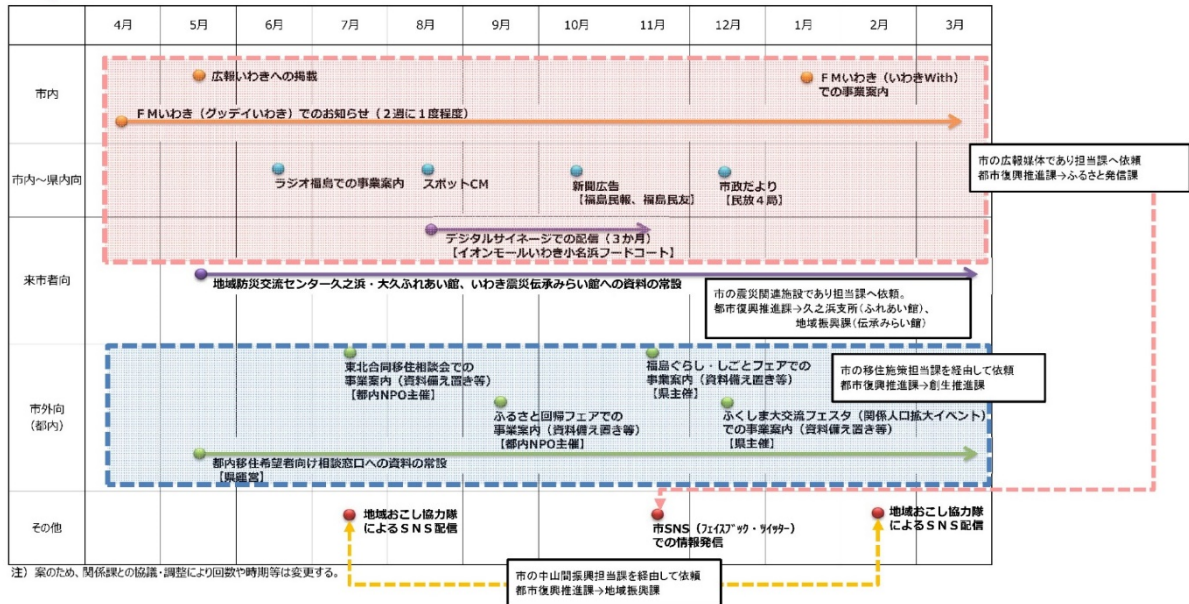 4月 5月 6月 7月 8月 9月 10月 11月 12月 1月 2月 3月
市内
広報いわきへの掲載
FMいわき（いわきWith）
での事業案内
FMいわき（グッデイいわき）でのお知らせ（2週に1度程度）
市の広報媒体であり担当課へ依頼
都市復興推進課→ふるさと発信課
市内～県内向
ラジオ福島での事業案内
スポットCM
新聞広告
【福島民報、福島民友】
市政だより
【民放4局】
来市者向
デジタルサイネージでの配信（3か月）
【イオンモールいわき小名浜フードコート】
地域防災交流センター久之浜・大久ふれあい館、いわき震災伝承みらい館への資料の常設
市の震災関連施設であり担当課へ依頼。
都市復興推進課→久之浜支所(ふれあい館)、
地域振興課(伝承みらい館)
市外向
（都内）
東北合同移住相談会での
事業案内（資料備え置き等）
【都内NPO主催】
福島ぐらし・しごとフェアでの
事業案内（資料備え置き等）
【県主催】
市の移住施策担当課を経由して依頼
都市復興推進課→創生推進課
ふるさと回帰フェアでの
事業案内（資料備え置き等）
【都内NPO主催】
ふくしま大交流フェスタ（関係人口拡大イベント）
での事業案内（資料備え置き等）
【県主催】
都内移住希望者向け相談窓口への資料の常設
【県運営】
その他
地域おこし協力隊
によるSNS配信
市SNS（ﾌｪｲｽﾌﾞｯｸ・ﾂｲｯﾀｰ）
での情報発信
地域おこし協力隊
によるSNS配信
市の中山間振興担当課を経由して依頼
都市復興推進課→地域振興課
注）案のため、関係課との協議・調整により回数や時期等は変更する。